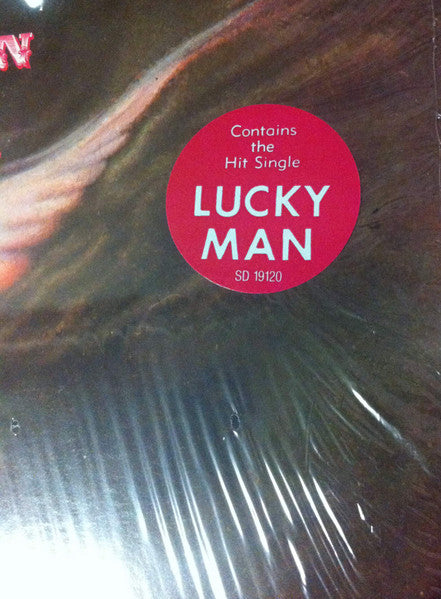 N
Contains
the
Hit Single
LUCKY
MAN
SD 19120